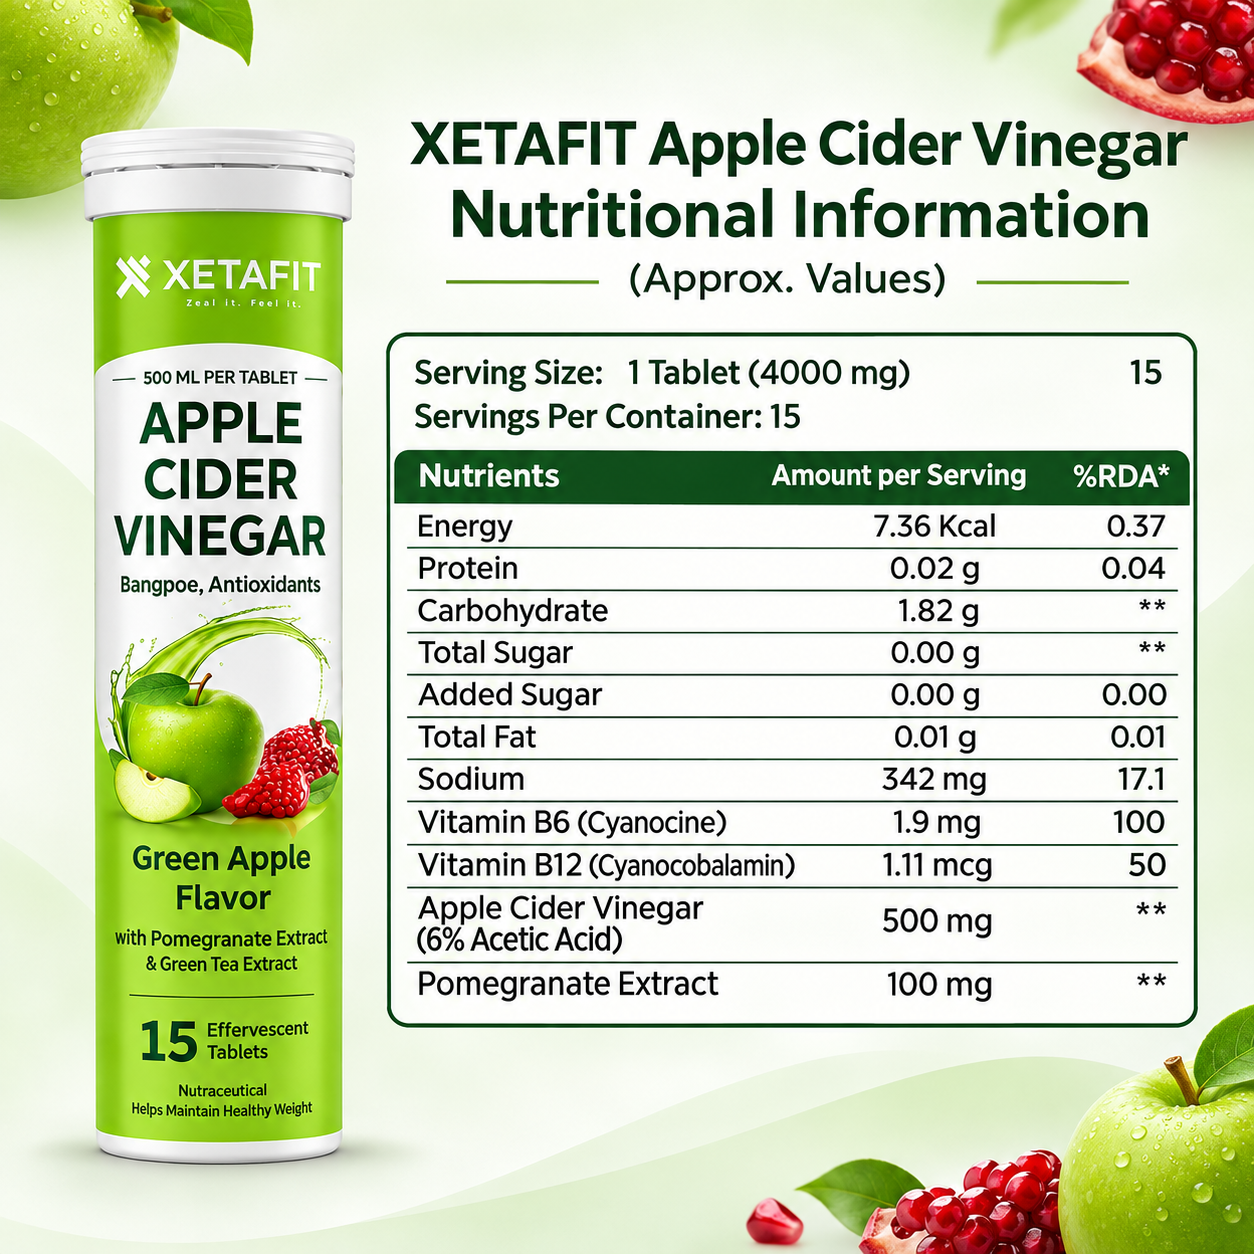 XETAFIT
Zeal it. Feel it.
500 ML PER TABLET
APPLE
CIDER
VINEGAR
Bangpoe, Antioxidants
Green Apple
Flavor
with Pomegranate Extract
& Green Tea Extract
15 Effervescent
Tablets
Nutraceutical
Helps Maintain Healthy Weight
XETAFIT Apple Cider Vinegar
Nutritional Information
(Approx. Values)
Serving Size: 1 Tablet (4000 mg) 15
Servings Per Container: 15
Nutrients Amount per Serving %RDA*
Energy 7.36 Kcal 0.37
Protein 0.02 g 0.04
Carbohydrate 1.82 g **
Total Sugar 0.00 g **
Added Sugar 0.00 g 0.00
Total Fat 0.01 g 0.01
Sodium 342 mg 17.1
Vitamin B6 (Cyanocine) 1.9 mg 100
Vitamin B12 (Cyanocobalamin) 1.11 mcg 50
Apple Cider Vinegar 500 mg **
(6% Acetic Acid)
Pomegranate Extract 100 mg **